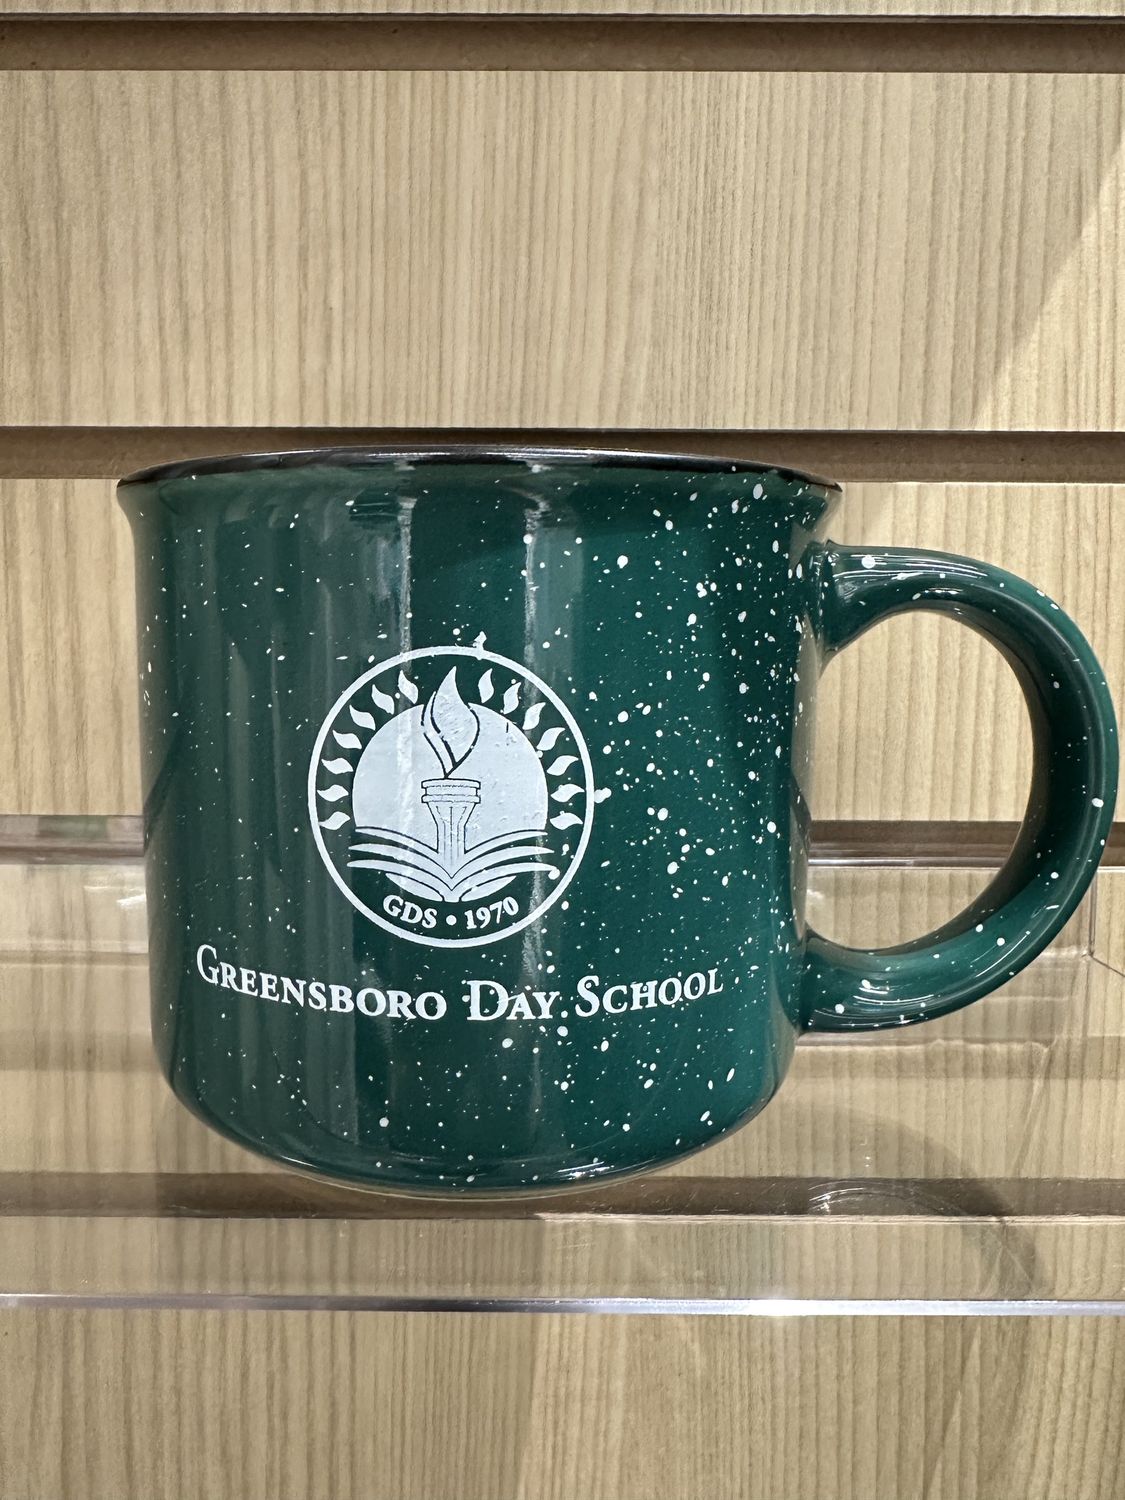 GDS • 1970
Greensboro Day School